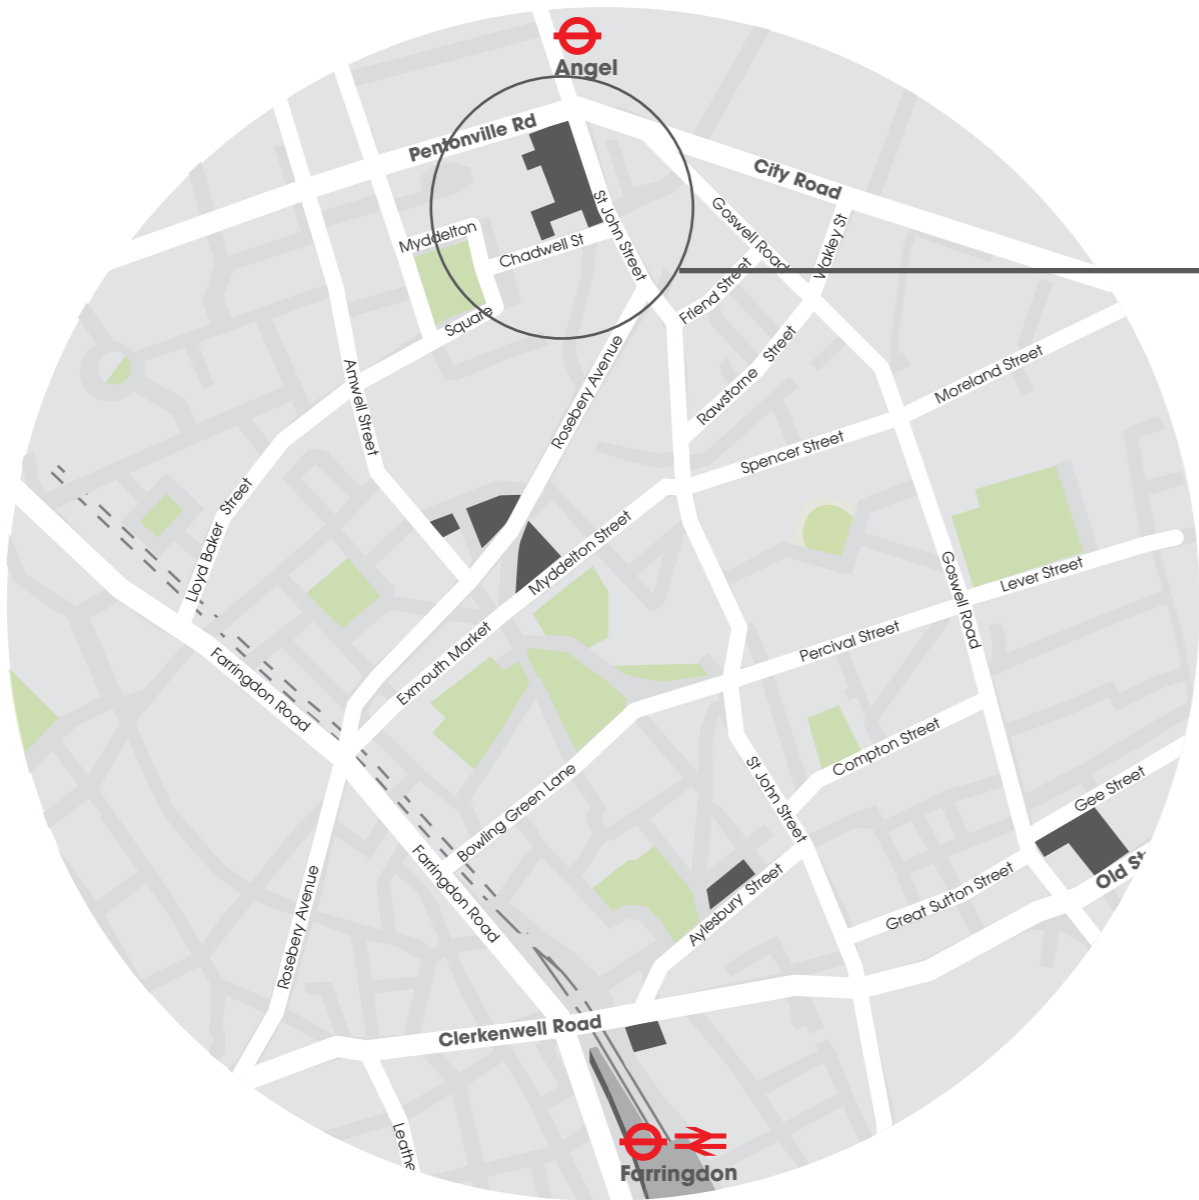 Angel
Pentonville Rd
City Road
St John Street
Goswell Road
Wakley St
Myddelton
Chadwell St
Friend Street
Square
Rawstorne Street
Rosebery Avenue
Amwell Street
Moreland Street
Spencer Street
Lloyd Baker Street
Myddelton Street
Goswell Road
Lever Street
Exmouth Market
Percival Street
Farringdon Road
Compton Street
St John Street
Bowling Green Lane
Gee Street
Old St
Farringdon Road
Rosebery Avenue
Aylesbury Street
Great Sutton Street
Clerkenwell Road
Leathe
Farringdon